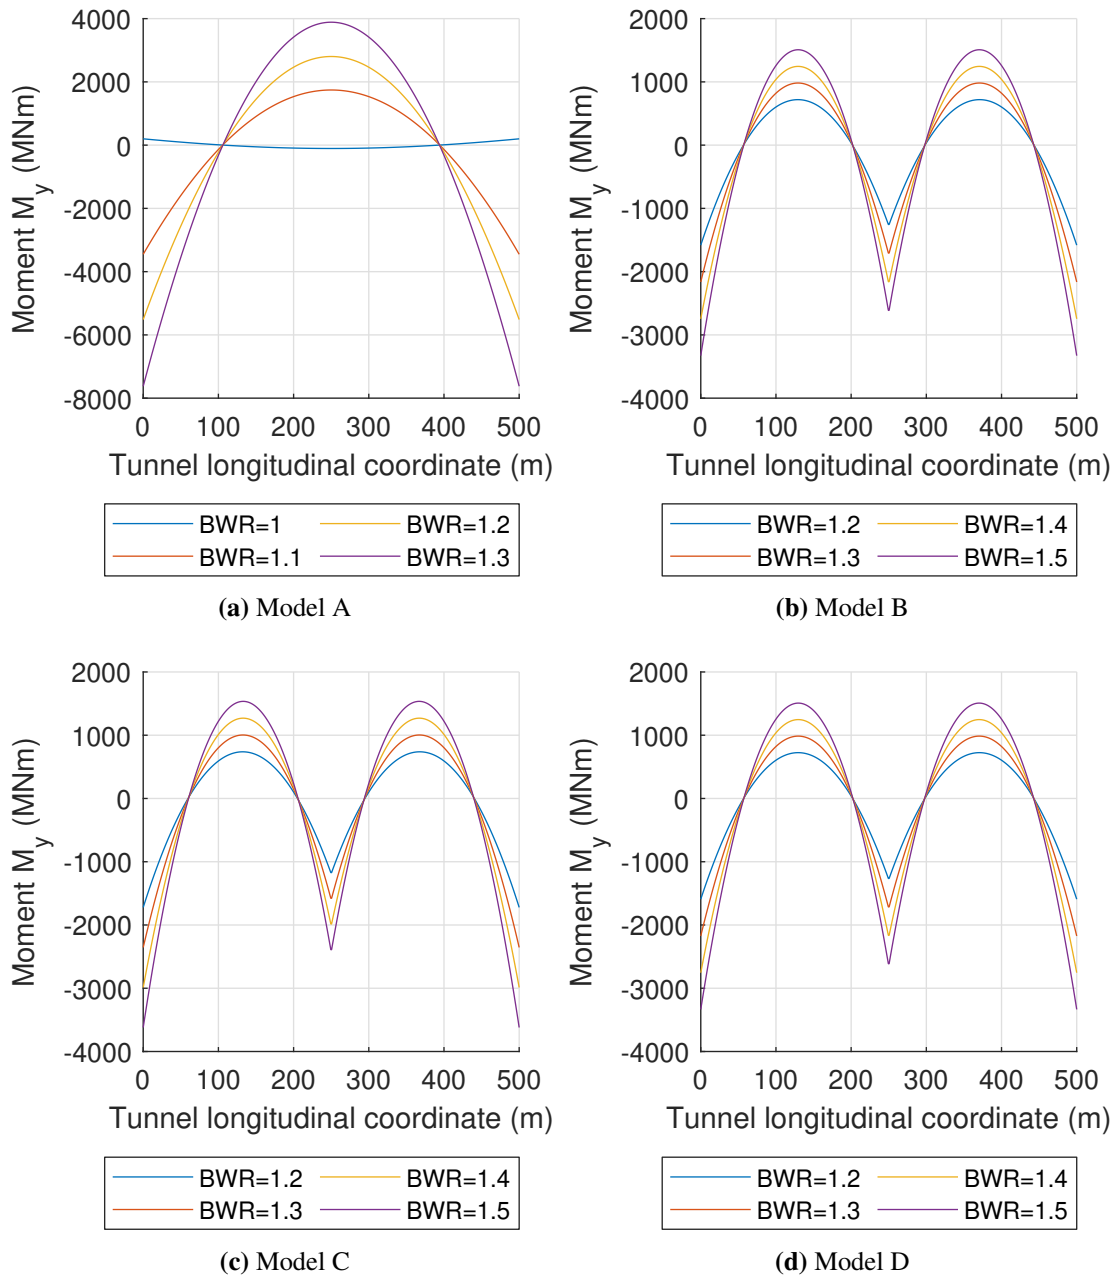 4000
2000
0
-2000
-4000
-6000
-8000
Moment M_y (MNm)
0 100 200 300 400 500
Tunnel longitudinal coordinate (m)
BWR=1 BWR=1.2
BWR=1.1 BWR=1.3
(a) Model A
2000
1000
0
-1000
-2000
-3000
-4000
Moment M_y (MNm)
0 100 200 300 400 500
Tunnel longitudinal coordinate (m)
BWR=1.2 BWR=1.4
BWR=1.3 BWR=1.5
(b) Model B
2000
1000
0
-1000
-2000
-3000
-4000
Moment M_y (MNm)
0 100 200 300 400 500
Tunnel longitudinal coordinate (m)
BWR=1.2 BWR=1.4
BWR=1.3 BWR=1.5
(c) Model C
2000
1000
0
-1000
-2000
-3000
-4000
Moment M_y (MNm)
0 100 200 300 400 500
Tunnel longitudinal coordinate (m)
BWR=1.2 BWR=1.4
BWR=1.3 BWR=1.5
(d) Model D